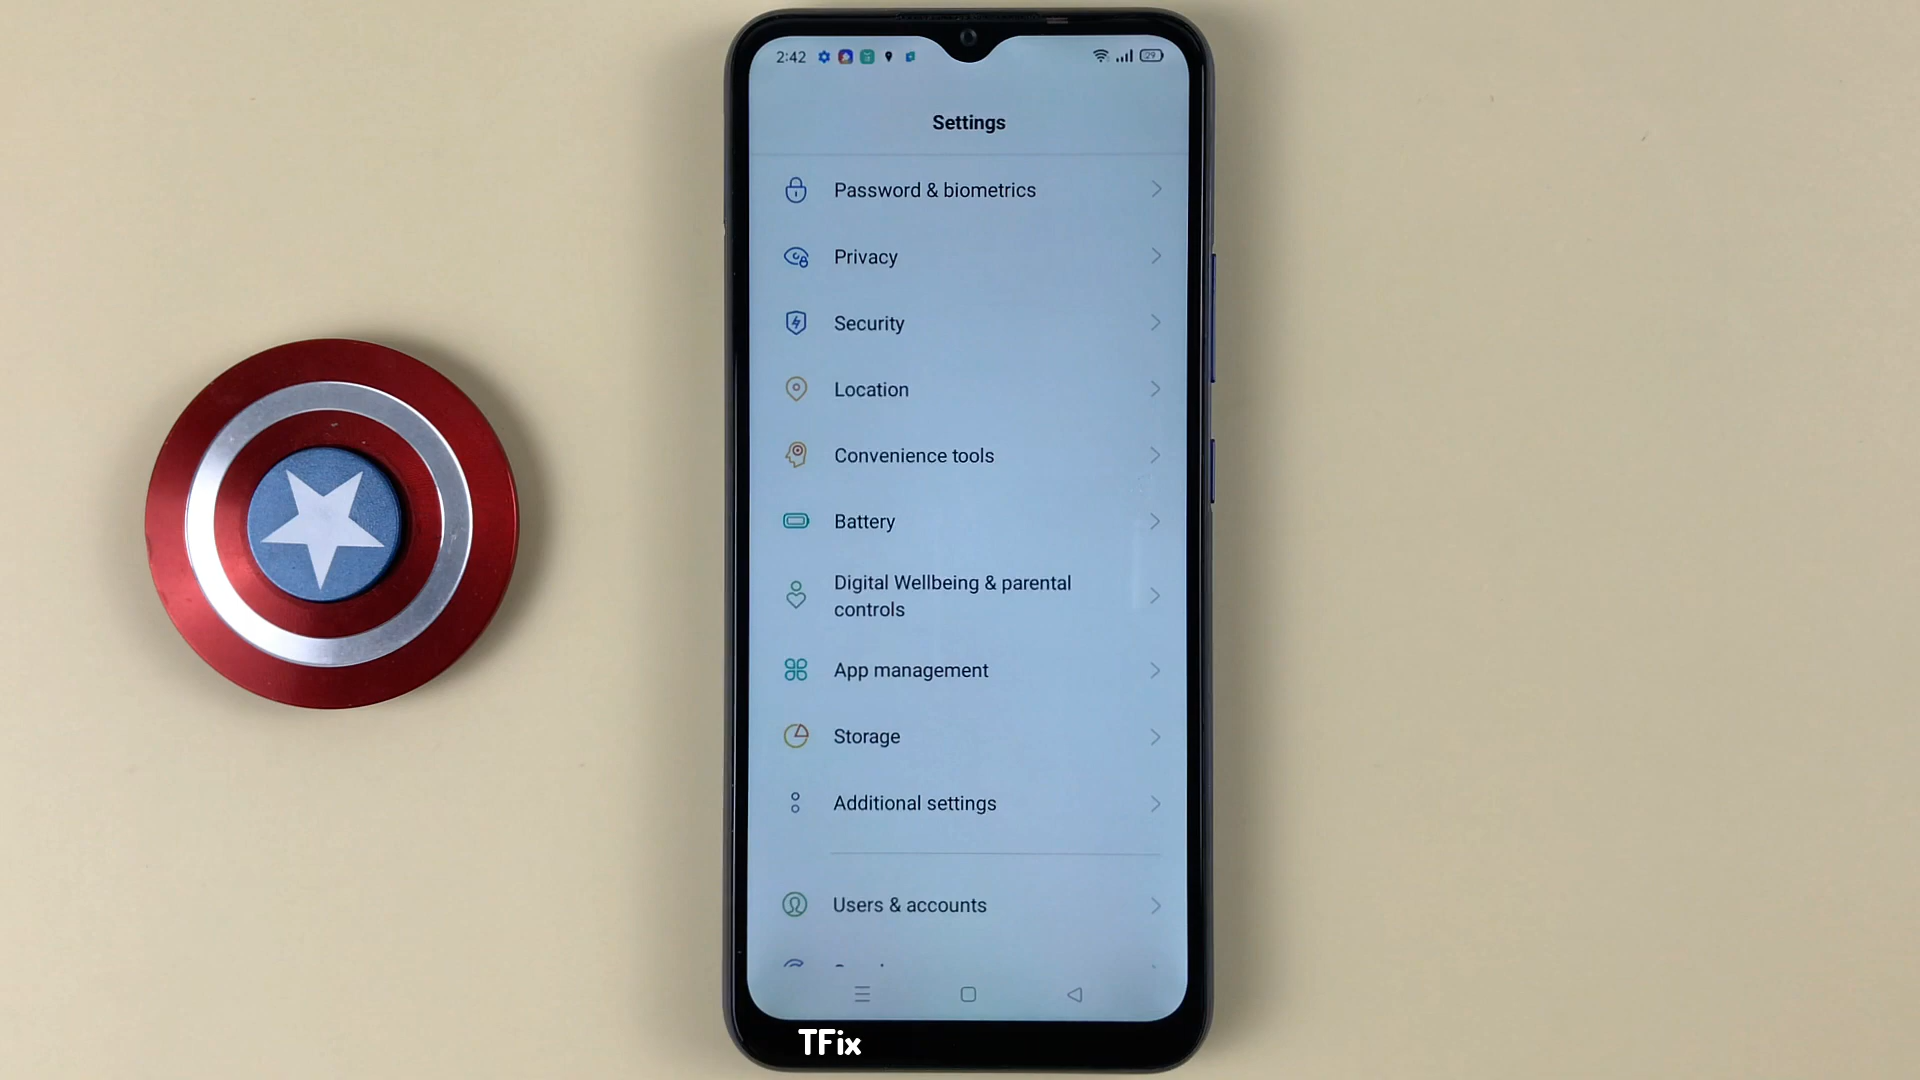 2:42
29
Settings
Password & biometrics
Privacy
Security
Location
Convenience tools
Battery
Digital Wellbeing & parental
controls
App management
Storage
Additional settings
Users & accounts
TFix